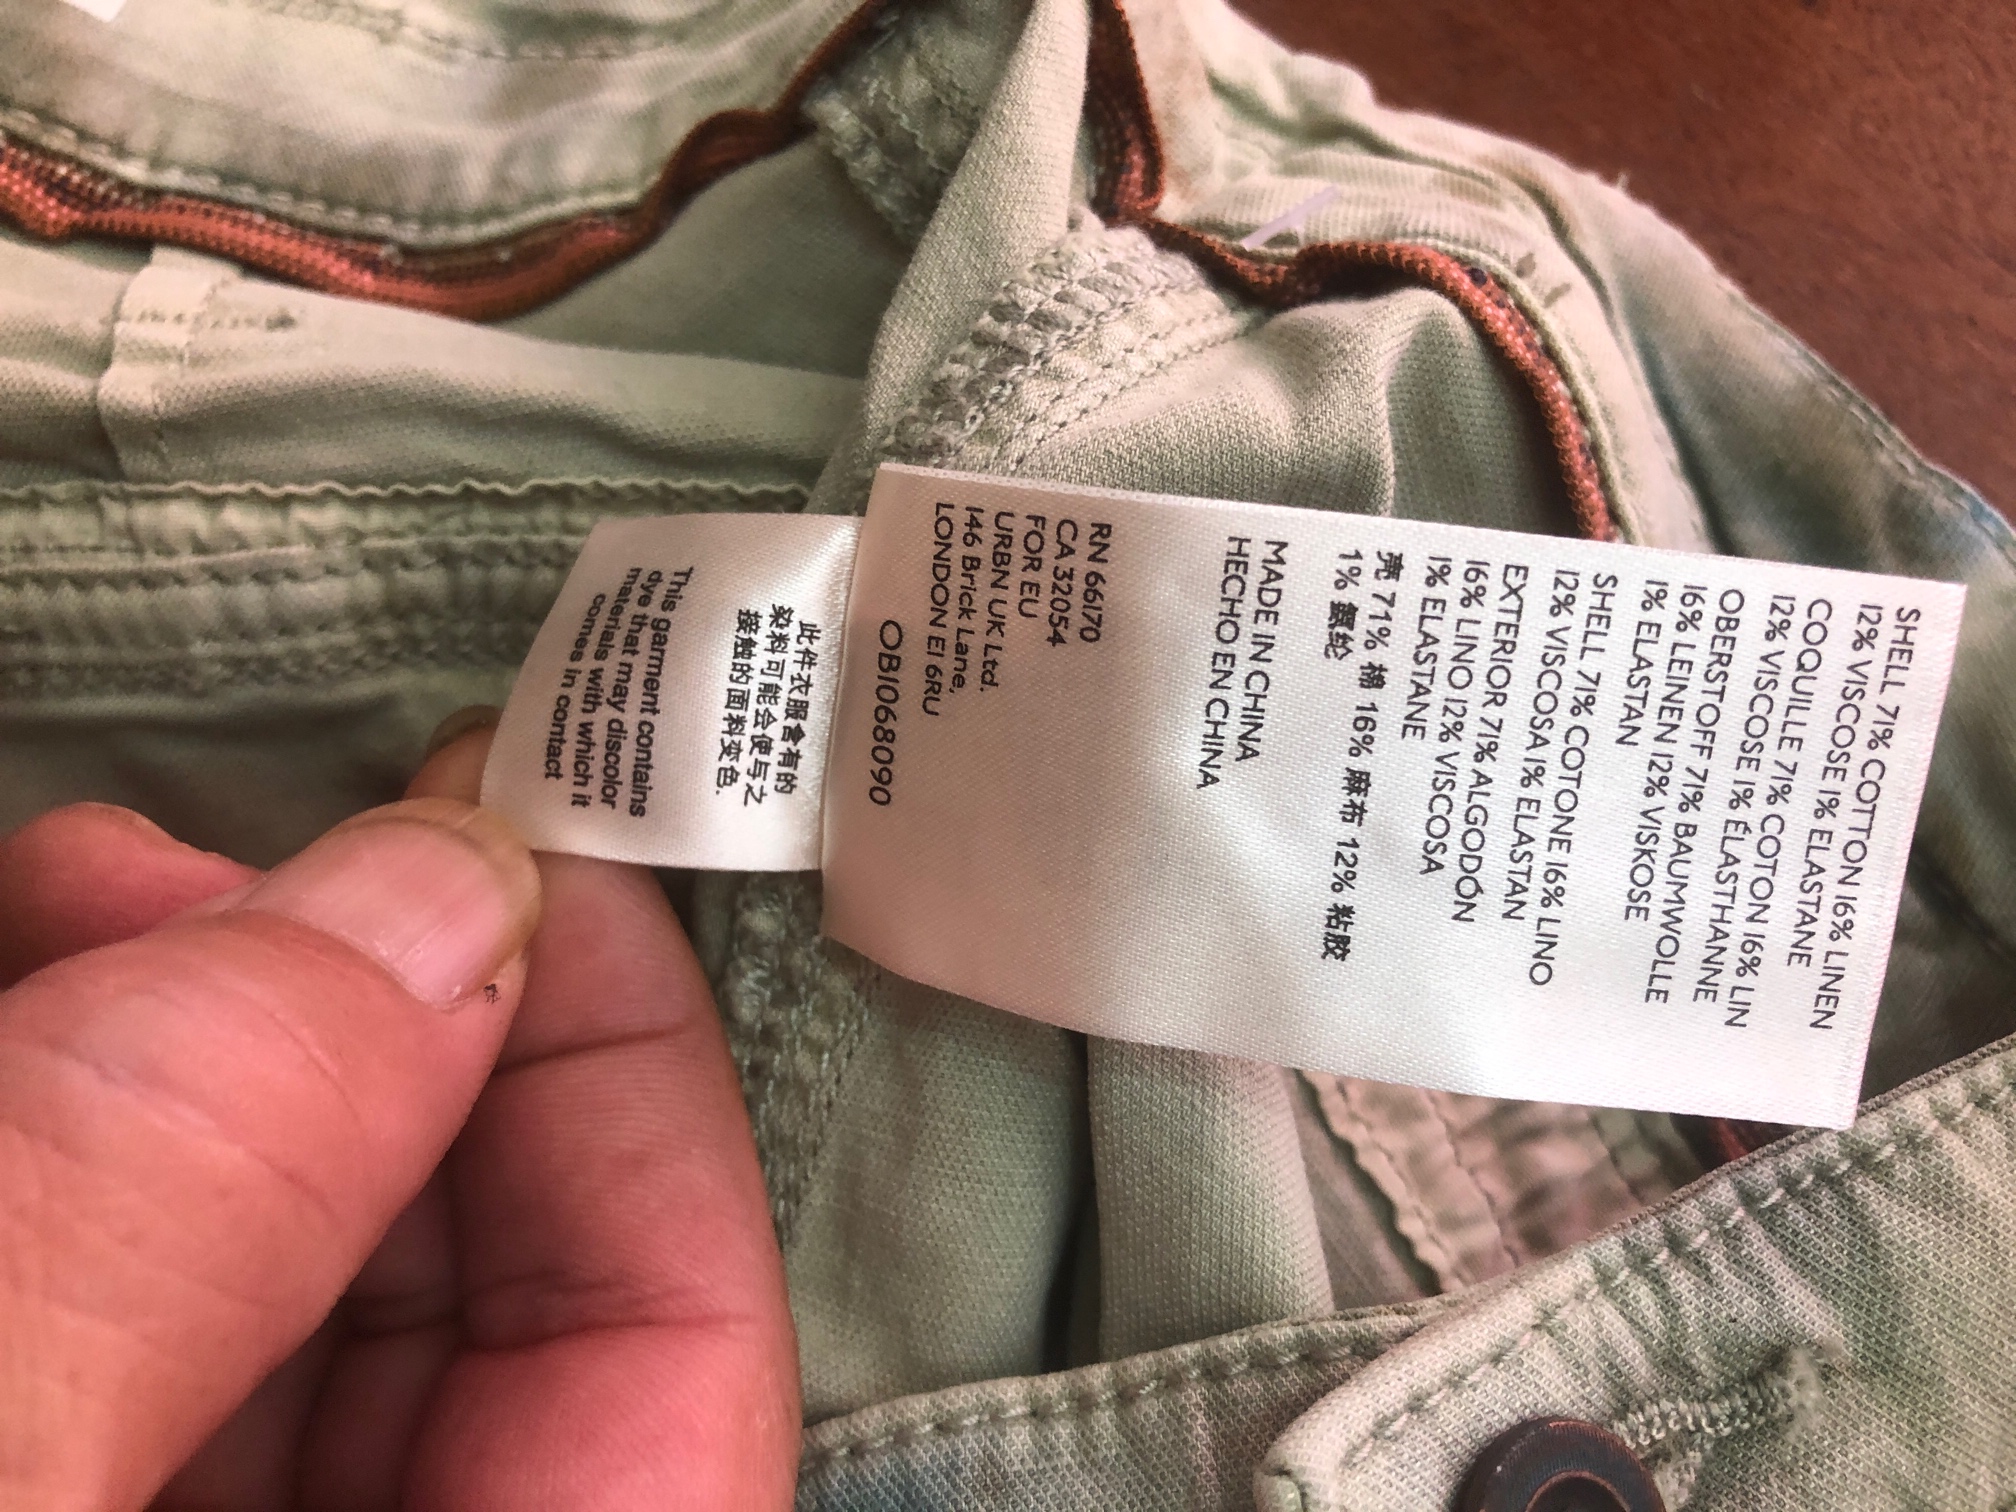 SHELL 71% COTTON 16% LINEN
12% VISCOSE 1% ELASTANE
COQUILLE 71% COTON 16% LIN
12% VISCOSE 1% ÉLASTHANNE
OBERSTOFF 71% BAUMWOLLE
16% LEINEN 12% VISKOSE
1% ELASTAN
SHELL 71% COTONE 16% LINO
12% VISCOSA 1% ELASTAN
EXTERIOR 71% ALGODÓN
16% LINO 12% VISCOSA
1% ELASTANE
壳 71% 棉 16% 麻布 12% 粘胶
1% 氨纶
MADE IN CHINA
HECHO EN CHINA
RN 66170
CA 32054
FOR EU
URBN UK Ltd.
146 Brick Lane,
LONDON E1 6RU
OB1068090
此件衣服含有的
染料可能会使与之
接触的面料变色.
This garment contains
dye that may discolor
materials with which it
comes in contact